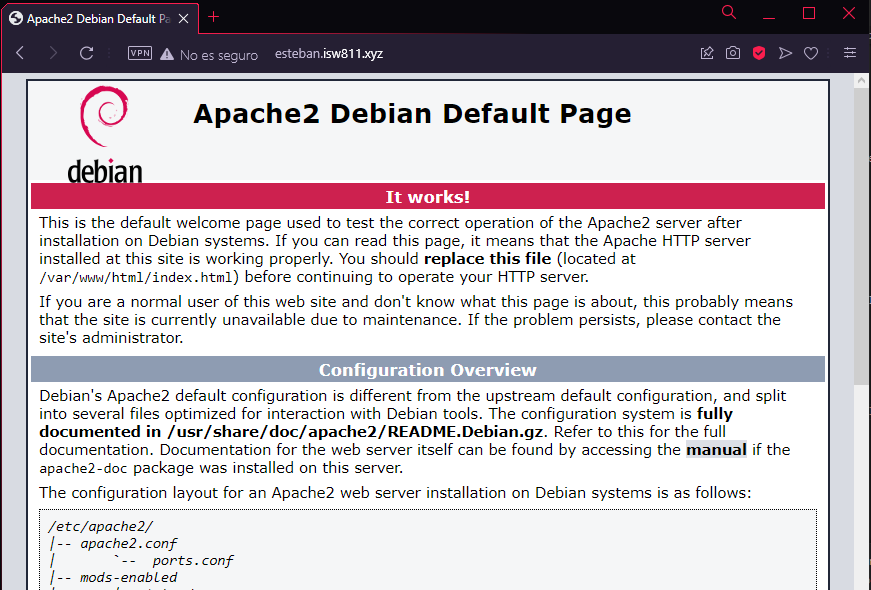 Apache2 Debian Default Pa
VPN
No es seguro
esteban.isw811.xyz
debian
Apache2 Debian Default Page
It works!
This is the default welcome page used to test the correct operation of the Apache2 server after
installation on Debian systems. If you can read this page, it means that the Apache HTTP server
installed at this site is working properly. You should replace this file (located at
/var/www/html/index.html) before continuing to operate your HTTP server.
If you are a normal user of this web site and don't know what this page is about, this probably means
that the site is currently unavailable due to maintenance. If the problem persists, please contact the
site's administrator.
Configuration Overview
Debian's Apache2 default configuration is different from the upstream default configuration, and split
into several files optimized for interaction with Debian tools. The configuration system is fully
documented in /usr/share/doc/apache2/README.Debian.gz. Refer to this for the full
documentation. Documentation for the web server itself can be found by accessing the manual if the
apache2-doc package was installed on this server.
The configuration layout for an Apache2 web server installation on Debian systems is as follows:
/etc/apache2/
|-- apache2.conf
|       `--  ports.conf
|-- mods-enabled